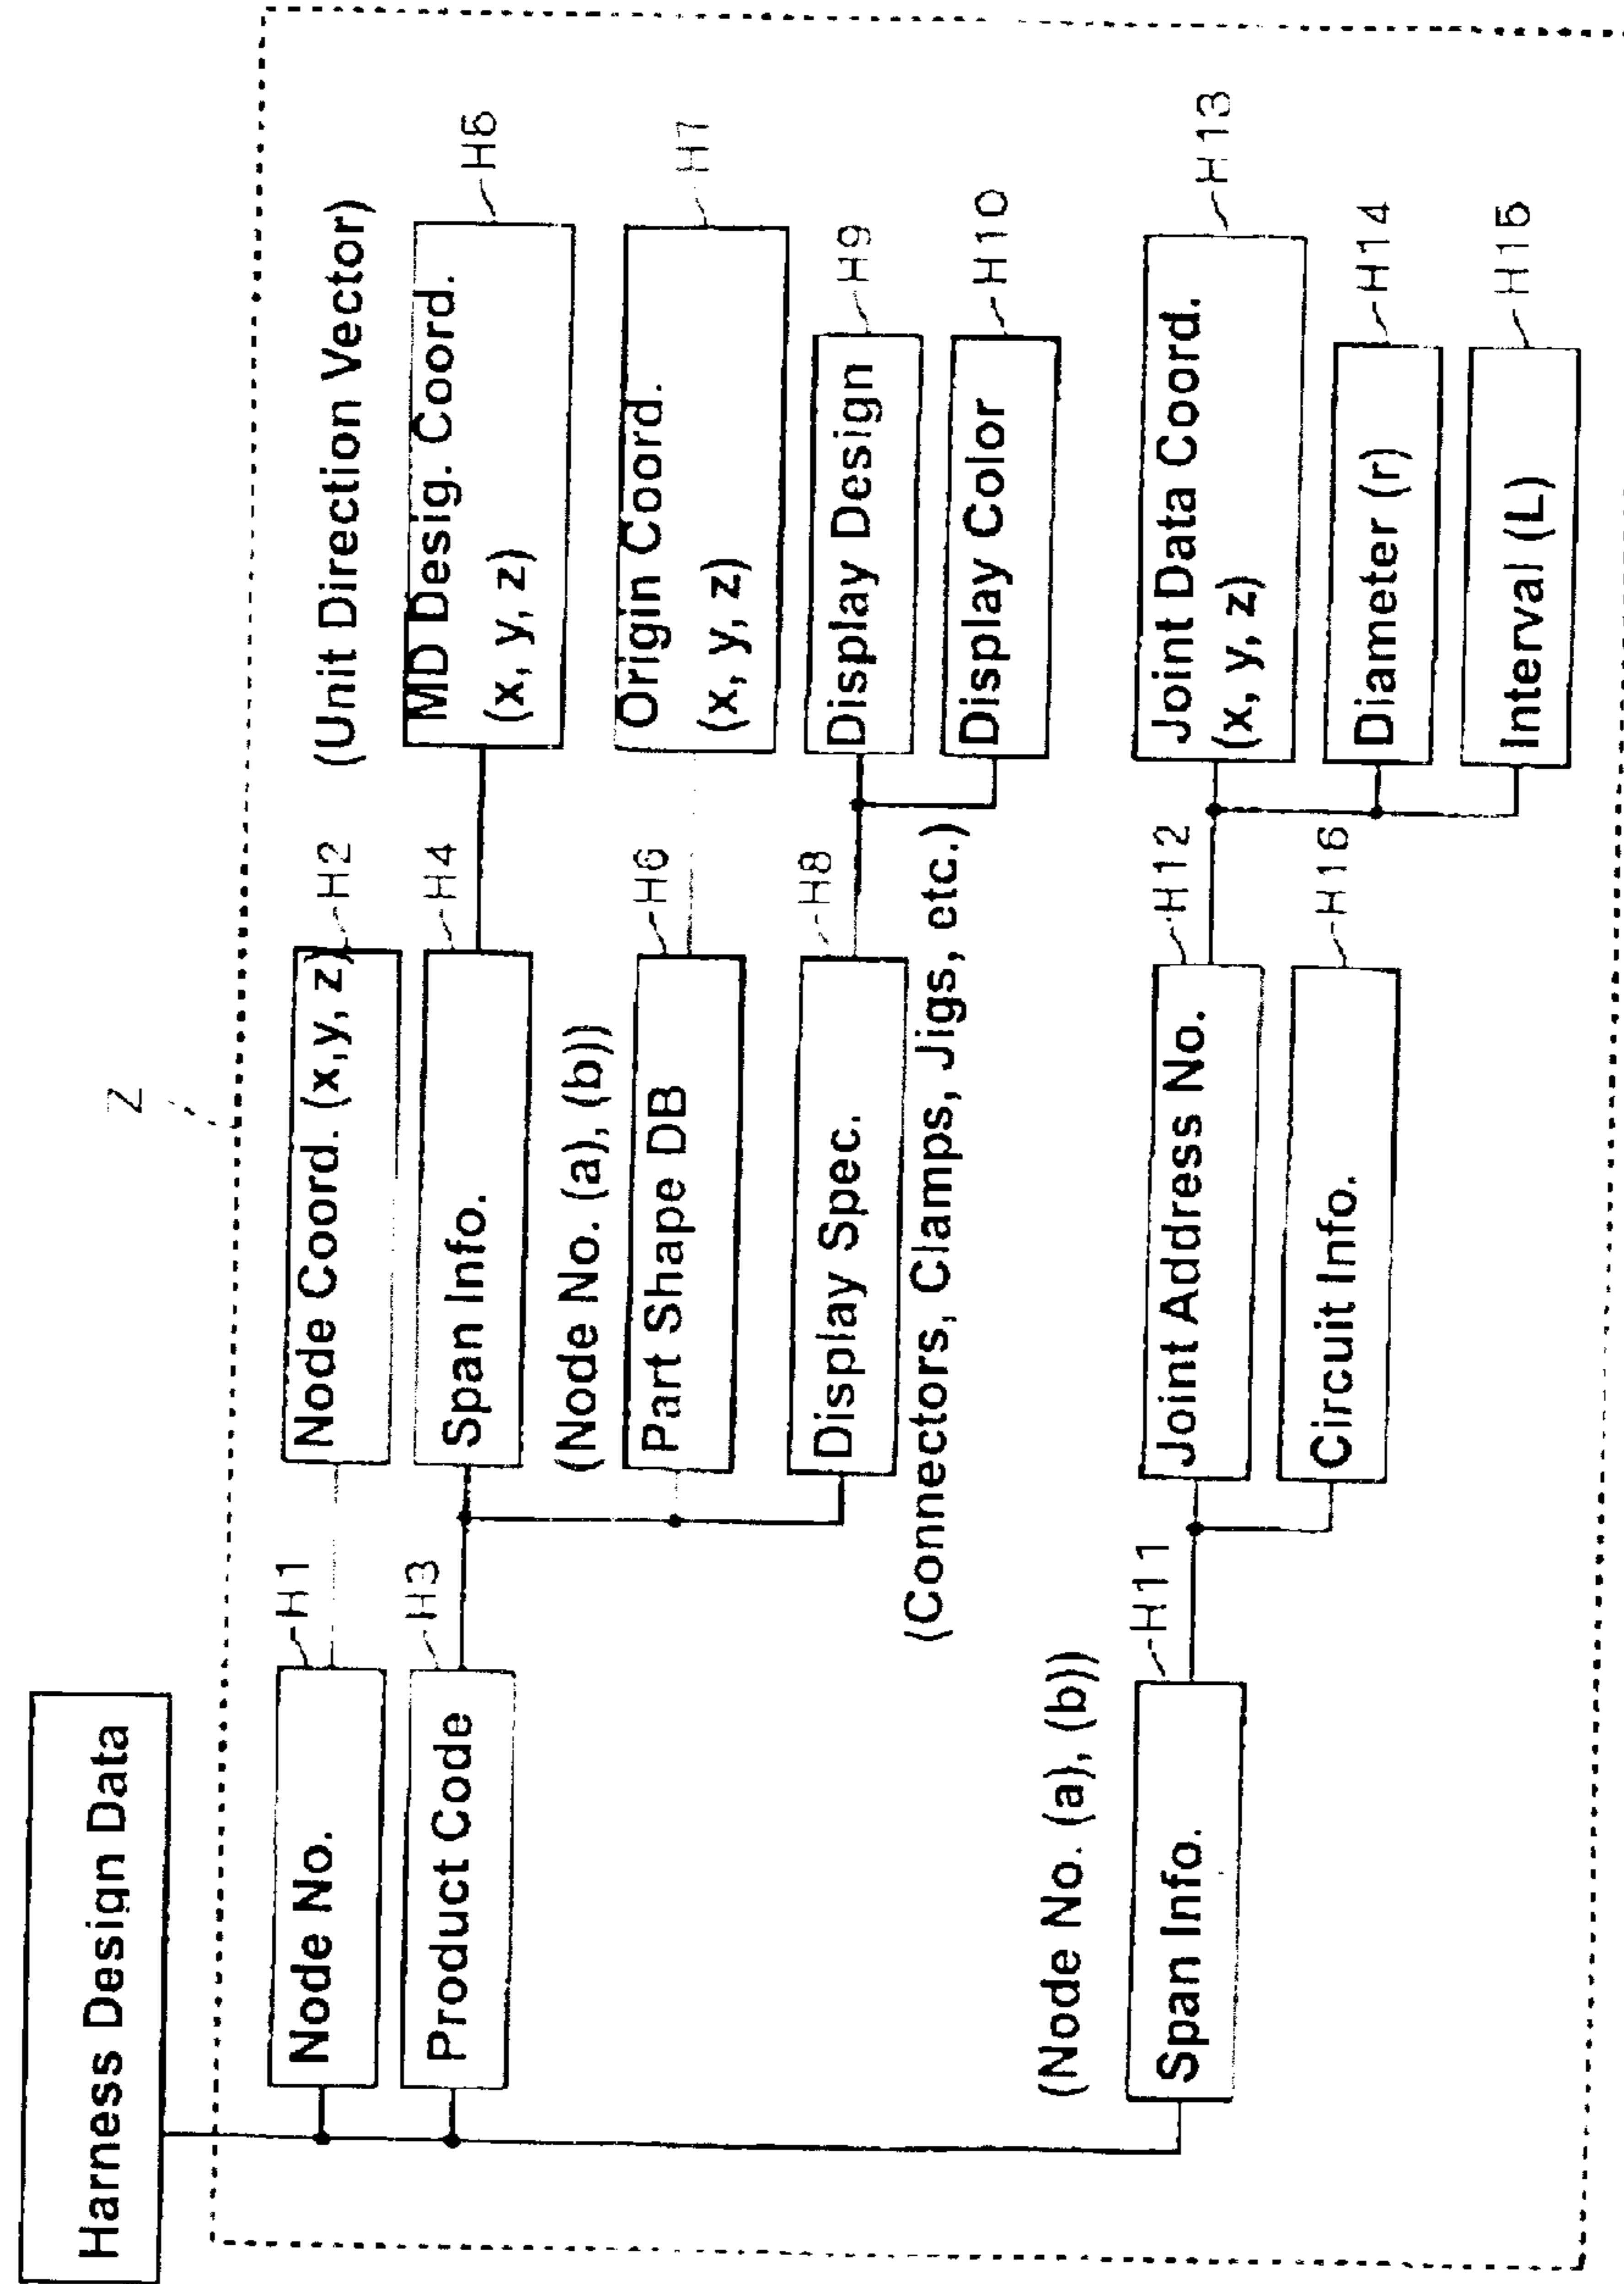 Harness Design Data
Z
Node No.
H1
Node Coord. (x,y,z)
H2
(Unit Direction Vector)
Product Code
H3
Span Info.
H4
MD Desig. Coord.
(x, y, z)
H5
(Node No. (a), (b))
Part Shape DB
H6
Origin Coord.
(x, y, z)
H7
Display Spec.
H8
Display Design
H9
(Connectors, Clamps, Jigs, etc.)
Display Color
H10
(Node No. (a), (b))
Span Info.
H11
Joint Address No.
H12
Joint Data Coord.
(x, y, z)
H13
Circuit Info.
H16
Diameter (r)
H14
Interval (L)
H15